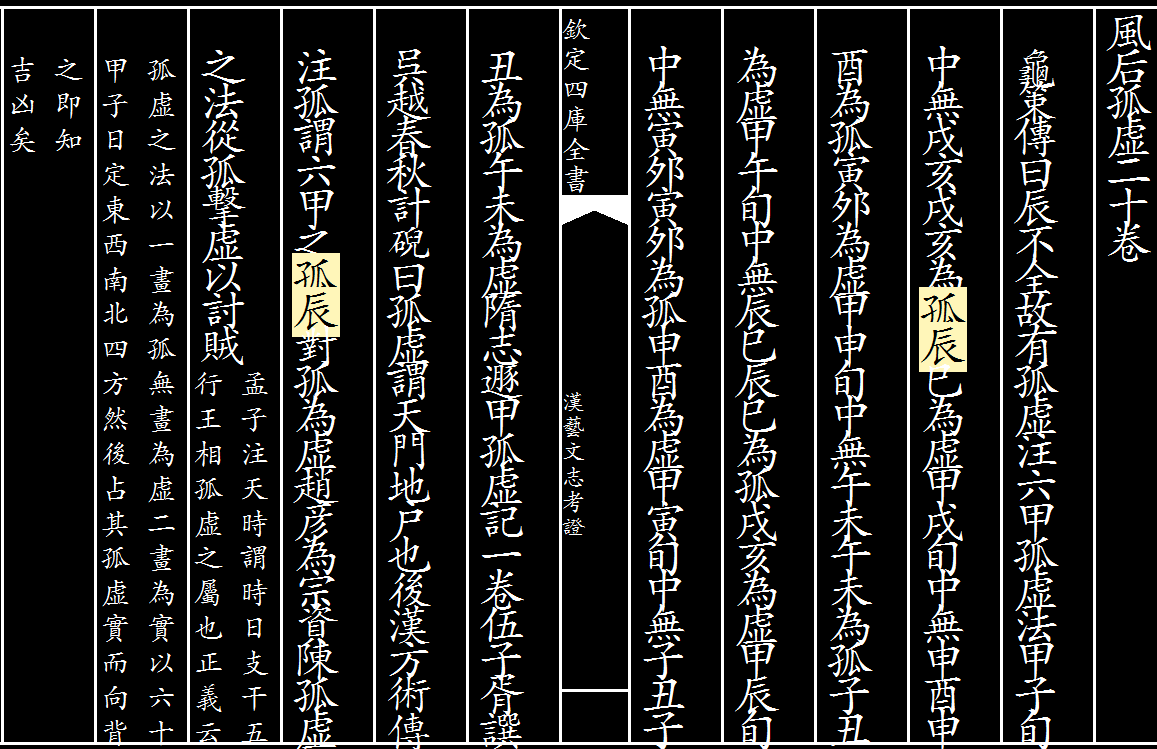 風后孤虛二十卷
龜䇿傳曰辰不全故有孤虛注六甲孤虛法甲子旬
中無戌亥戌亥為孤辰巳為虛甲戌旬中無申酉申
酉為孤寅夘為虛甲申旬中無午未午未為孤子丑
為虛甲午旬中無辰巳辰巳為孤戌亥為虛甲辰旬
中無寅夘寅夘為孤申酉為虛甲寅旬中無子丑子
欽定四庫全書
漢藝文志考證
丑為孤午未為虛隋志遯甲孤虛記一卷伍子胥譔
吳越春秋計硯曰孤虛謂天門地戸也後漢方術傳
注孤謂六甲之孤辰對孤為虛趙彦為宗資陳孤虛
之法從孤擊虛以討賊
孟子注天時謂時日支干五
行王相孤虛之屬也正義云
孤虛之法以一畫為孤無畫為虛二畫為實以六十
甲子日定東西南北四方然後占其孤虛實而向背
之即知
吉凶矣